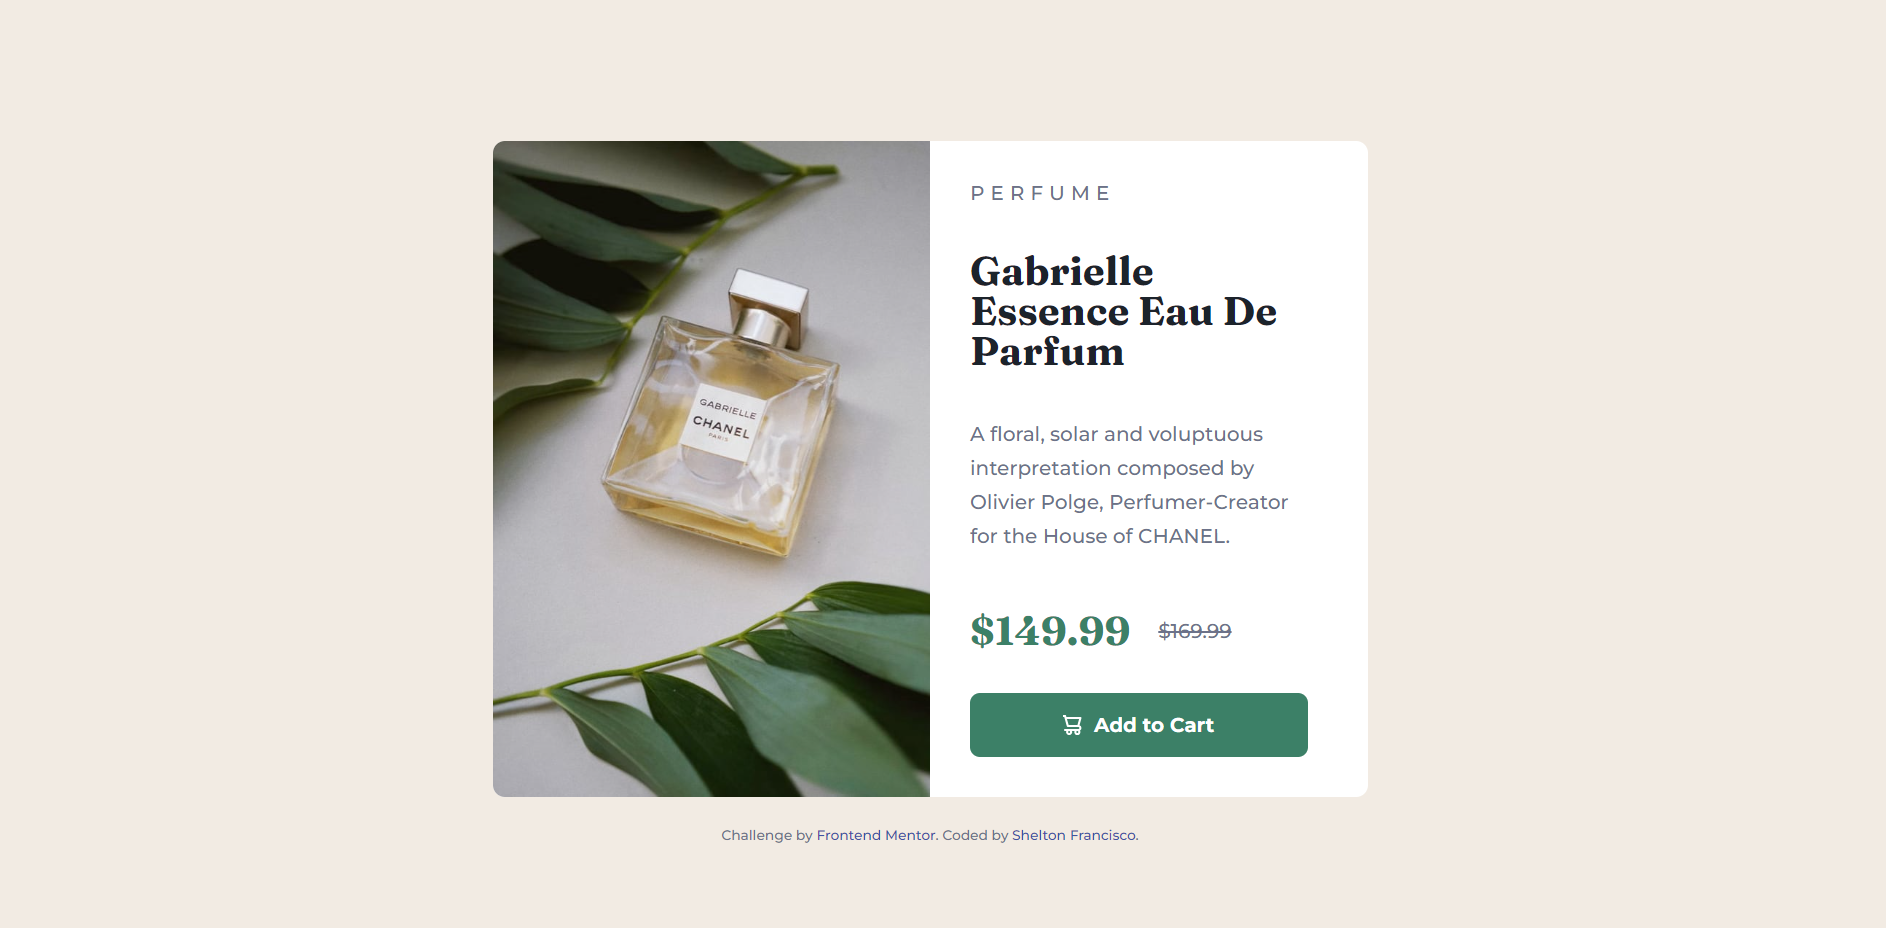 GABRIELLE
CHANEL
PARIS
PERFUME
Gabrielle
Essence Eau De
Parfum
A floral, solar and voluptuous
interpretation composed by
Olivier Polge, Perfumer-Creator
for the House of CHANEL.
$149.99 $169.99
Add to Cart
Challenge by Frontend Mentor. Coded by Shelton Francisco.